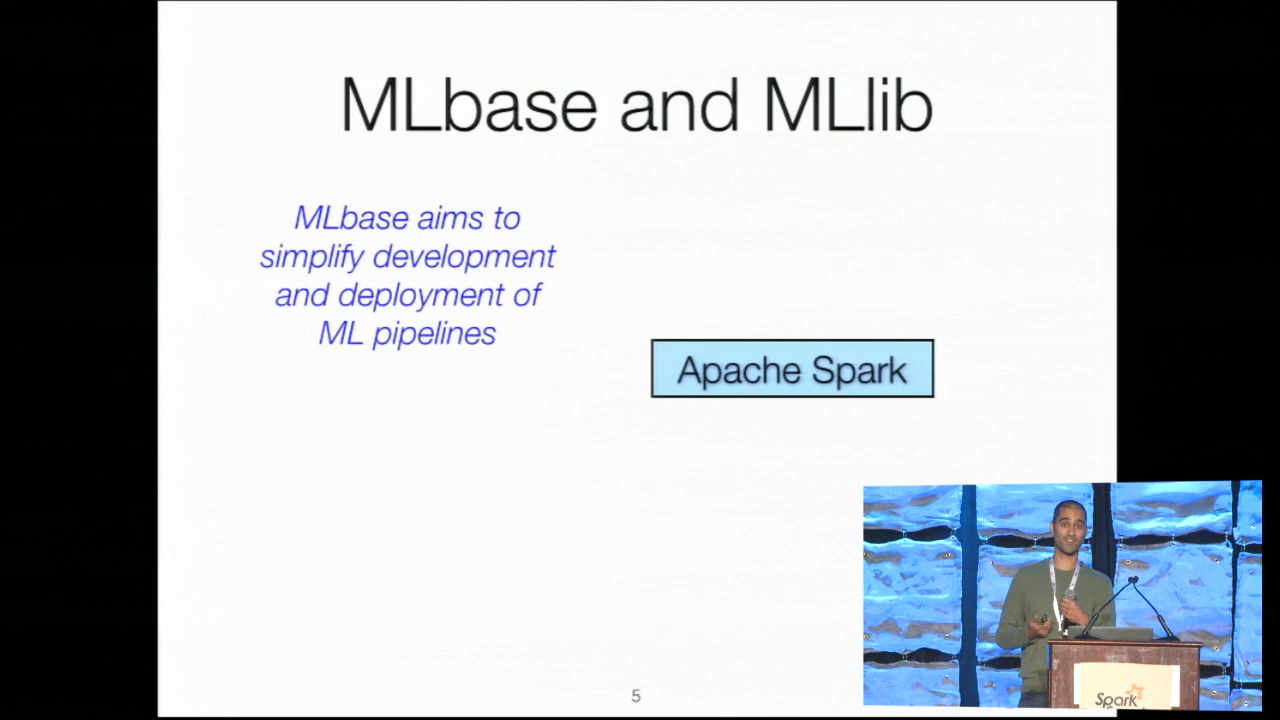 MLbase and MLlib
MLbase aims to
simplify development
and deployment of
ML pipelines
Apache Spark
5
Spark